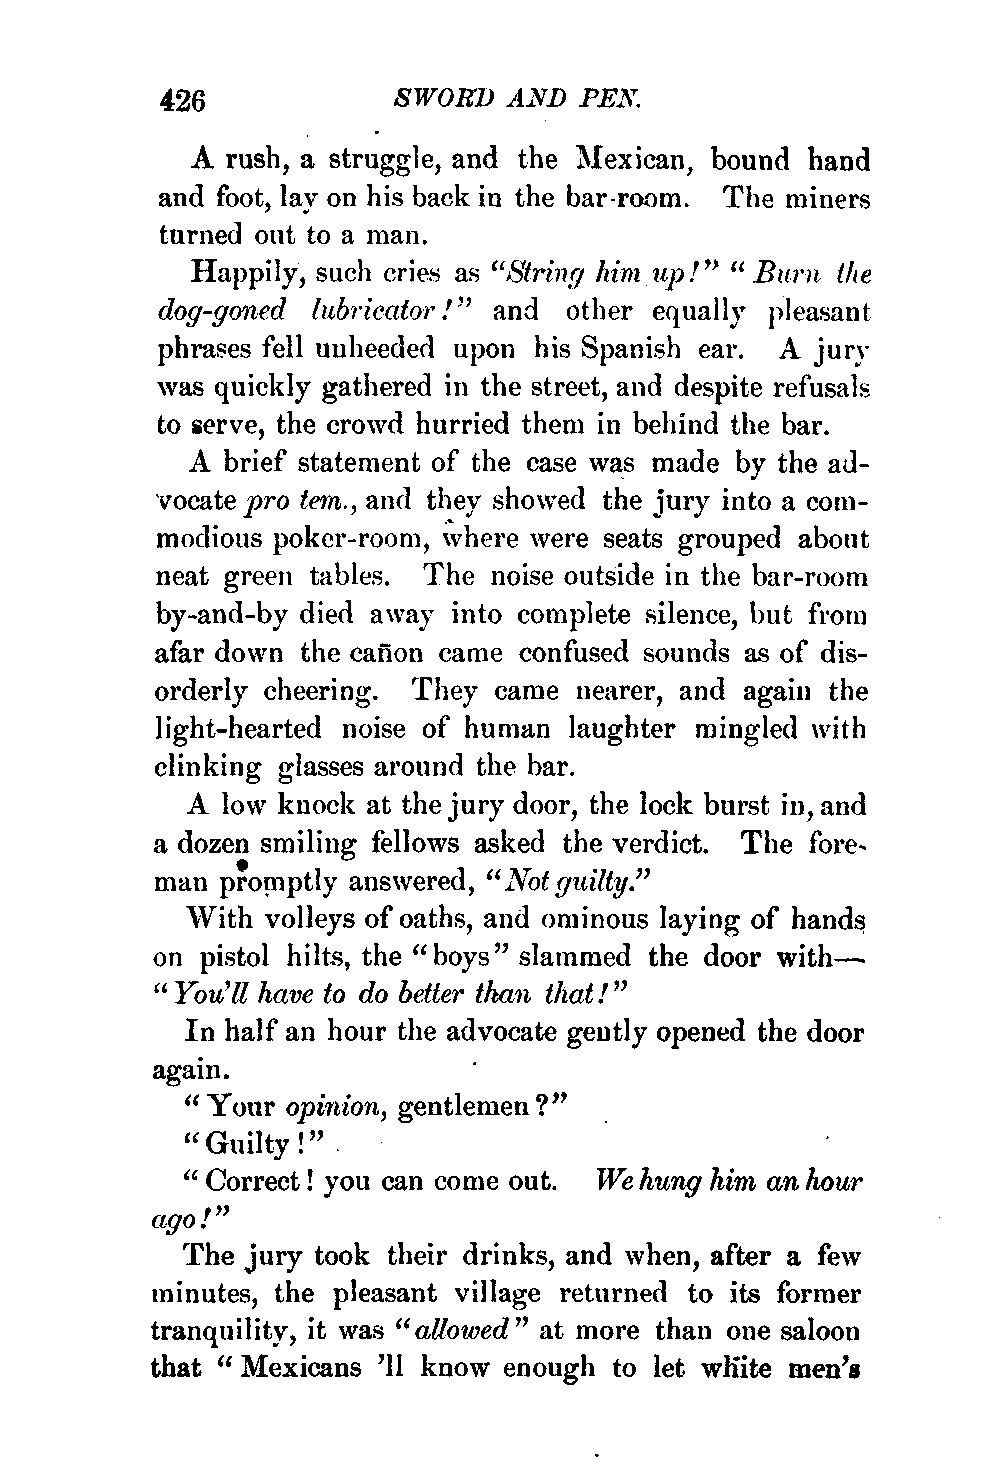 426 SWORD AND PEN.
A rush, a struggle, and the Mexican, bound hand
and foot, lay on his back in the bar-room. The miners
turned out to a man.
Happily, such cries as "String him up!" "Burn the
dog-goned lubricator!" and other equally pleasant
phrases fell unheeded upon his Spanish ear. A jury
was quickly gathered in the street, and despite refusals
to serve, the crowd hurried them in behind the bar.
A brief statement of the case was made by the ad-
vocate pro tem., and they showed the jury into a com-
modious poker-room, where were seats grouped about
neat green tables. The noise outside in the bar-room
by-and-by died away into complete silence, but from
afar down the cañon came confused sounds as of dis-
orderly cheering. They came nearer, and again the
light-hearted noise of human laughter mingled with
clinking glasses around the bar.
A low knock at the jury door, the lock burst in, and
a dozen smiling fellows asked the verdict. The fore-
man promptly answered, "Not guilty."
With volleys of oaths, and ominous laying of hands
on pistol hilts, the "boys" slammed the door with—
"You'll have to do better than that!"
In half an hour the advocate gently opened the door
again.
"Your opinion, gentlemen?"
"Guilty!"
"Correct! you can come out. We hung him an hour
ago!"
The jury took their drinks, and when, after a few
minutes, the pleasant village returned to its former
tranquility, it was "allowed" at more than one saloon
that "Mexicans 'll know enough to let white men's